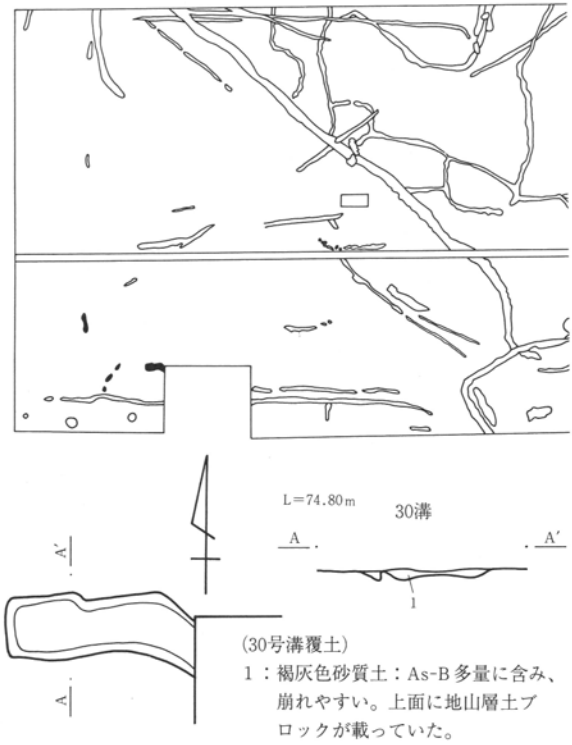 L=74.80m
30溝
A
A'
1
A'
A
(30号溝覆土)
1：褐灰色砂質土：As-B 多量に含み、
崩れやすい。上面に地山層土ブ
ロックが載っていた。